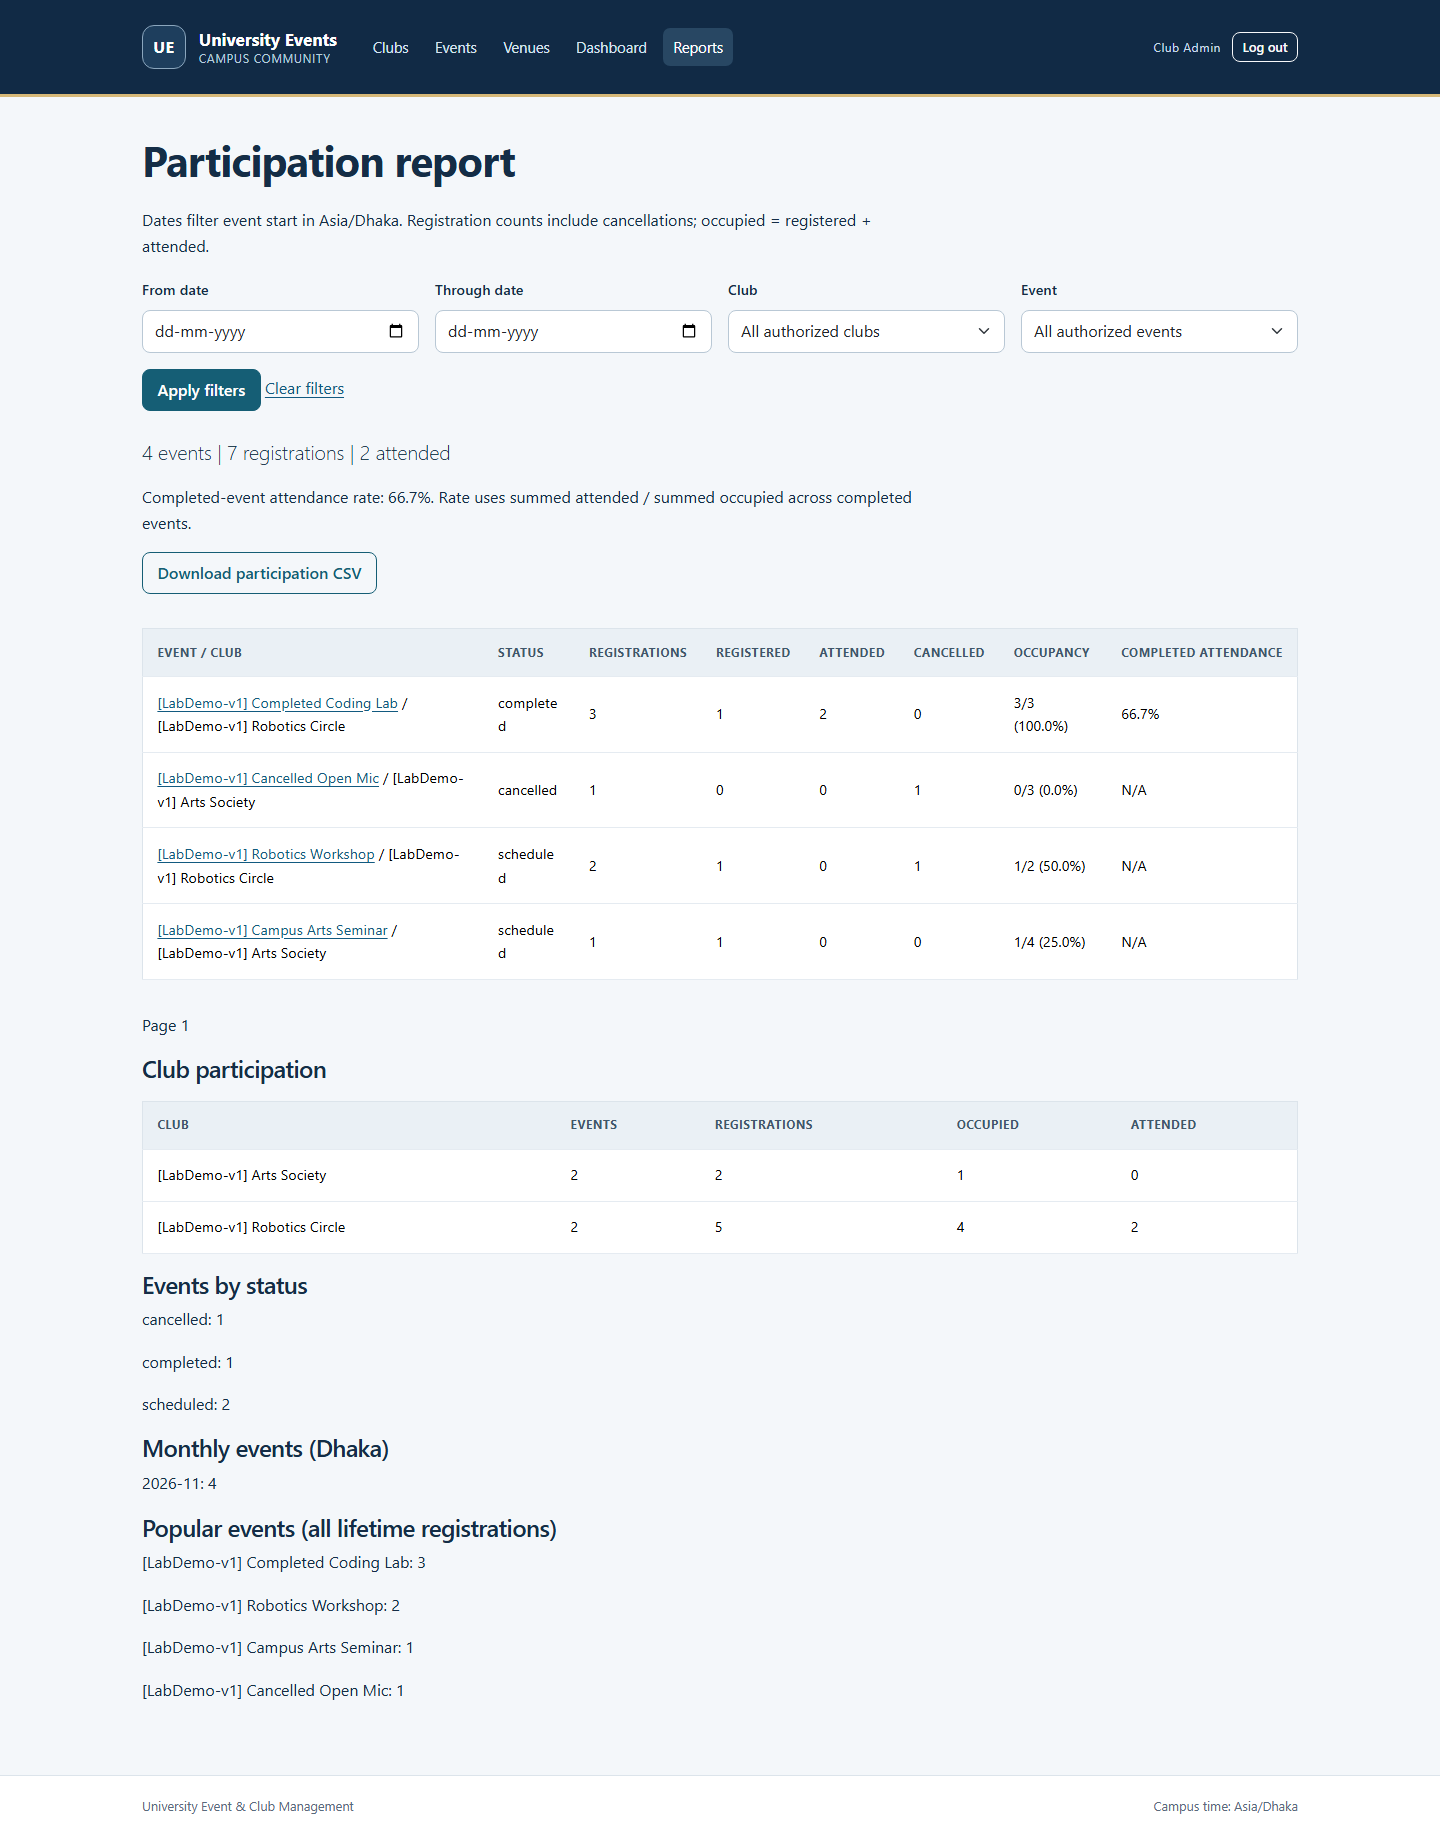 UE
University Events
CAMPUS COMMUNITY
Clubs Events Venues Dashboard Reports
Club Admin Log out
Participation report
Dates filter event start in Asia/Dhaka. Registration counts include cancellations; occupied = registered +
attended.
From date Through date Club Event
dd-mm-yyyy dd-mm-yyyy All authorized clubs All authorized events
Apply filters Clear filters
4 events | 7 registrations | 2 attended
Completed-event attendance rate: 66.7%. Rate uses summed attended / summed occupied across completed
events.
Download participation CSV
EVENT / CLUB STATUS REGISTRATIONS REGISTERED ATTENDED CANCELLED OCCUPANCY COMPLETED ATTENDANCE
[LabDemo-v1] Completed Coding Lab /
[LabDemo-v1] Robotics Circle
complete
d
3 1 2 0
3/3
(100.0%)
66.7%
[LabDemo-v1] Cancelled Open Mic / [LabDemo-
v1] Arts Society
cancelled 1 0 0 1 0/3 (0.0%) N/A
[LabDemo-v1] Robotics Workshop / [LabDemo-
v1] Robotics Circle
schedule
d
2 1 0 1 1/2 (50.0%) N/A
[LabDemo-v1] Campus Arts Seminar /
[LabDemo-v1] Arts Society
schedule
d
1 1 0 0 1/4 (25.0%) N/A
Page 1
Club participation
CLUB EVENTS REGISTRATIONS OCCUPIED ATTENDED
[LabDemo-v1] Arts Society 2 2 1 0
[LabDemo-v1] Robotics Circle 2 5 4 2
Events by status
cancelled: 1
completed: 1
scheduled: 2
Monthly events (Dhaka)
2026-11: 4
Popular events (all lifetime registrations)
[LabDemo-v1] Completed Coding Lab: 3
[LabDemo-v1] Robotics Workshop: 2
[LabDemo-v1] Campus Arts Seminar: 1
[LabDemo-v1] Cancelled Open Mic: 1
University Event & Club Management Campus time: Asia/Dhaka